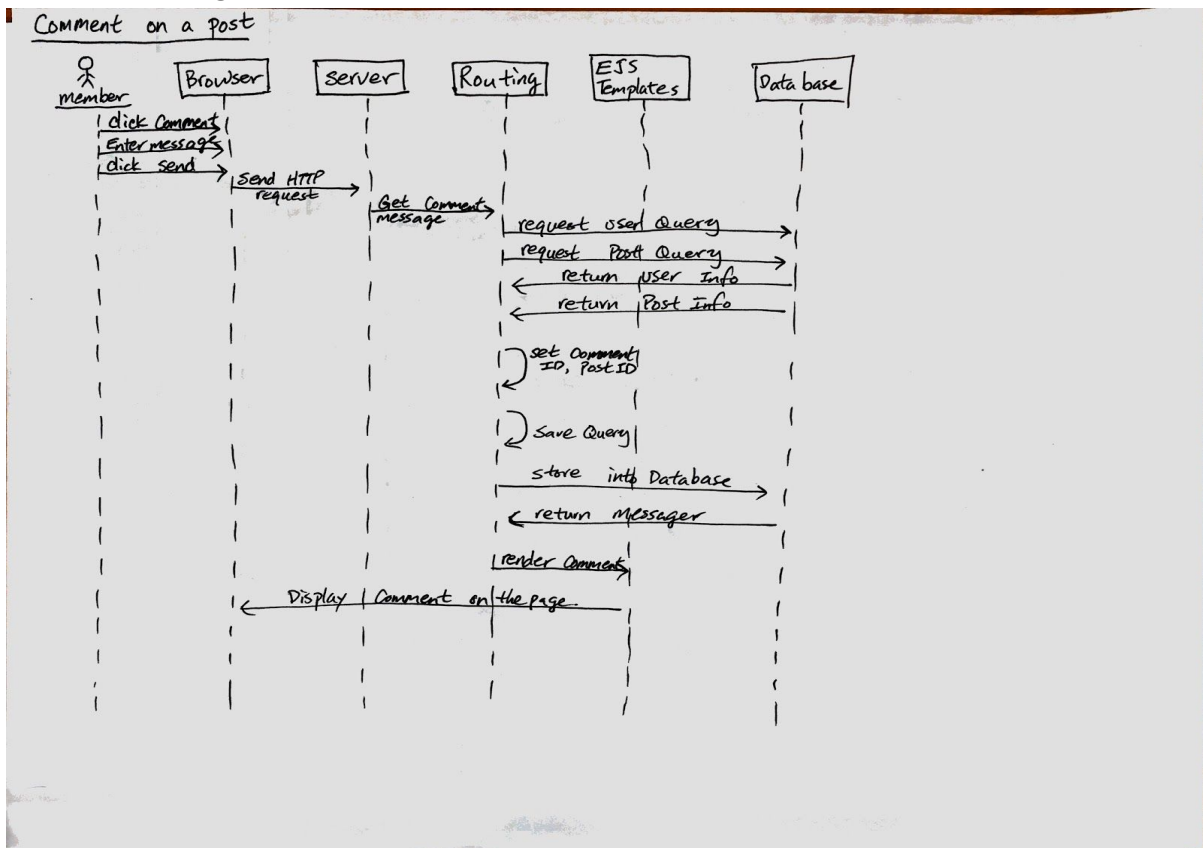 Comment on a post
member
Browser
Server
Routing
EJS
Templates
Database
click Comment
Enter message
click send
Send HTTP
request
Get Comment
message
request User Query
request Post Query
return user Info
return Post Info
set Comment
ID, Post ID
Save Query
store into Database
return messager
render Comment
Display Comment on the page.